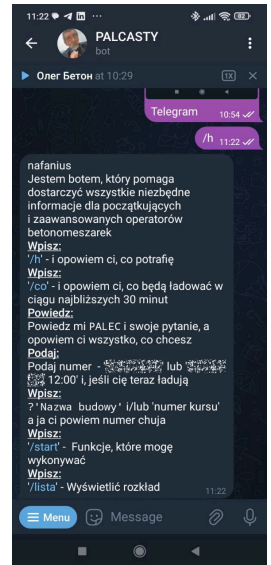 11:22
82
PALCASTY
bot
Олег Бетон at 10:29
1X
Telegram
10:54
/h
11:22
nafanius
Jestem botem, który pomaga
dostarczyć wszystkie niezbędne
informacje dla początkujących
i zaawansowanych operatorów
betonomeszarek
Wpisz:
'/h' - i opowiem ci, co potrafię
Wpisz:
'/co' - i opowiem ci, co będą ładować w
ciągu najbliższych 30 minut
Powiedz:
Powiedz mi PALEC i swoje pytanie, a
opowiem ci wszystko, co chcesz
Podaj:
Podaj numer - lub
12:00' i, jeśli cię teraz ładują
Wpisz:
?'Nazwa budowy' i/lub 'numer kursu'
a ja ci powiem numer chuja
Wpisz:
'/start' - Funkcje, które mogę
wykonywać
Wpisz:
'/lista' - Wyświetlić rozkład
11:22
Menu
Message